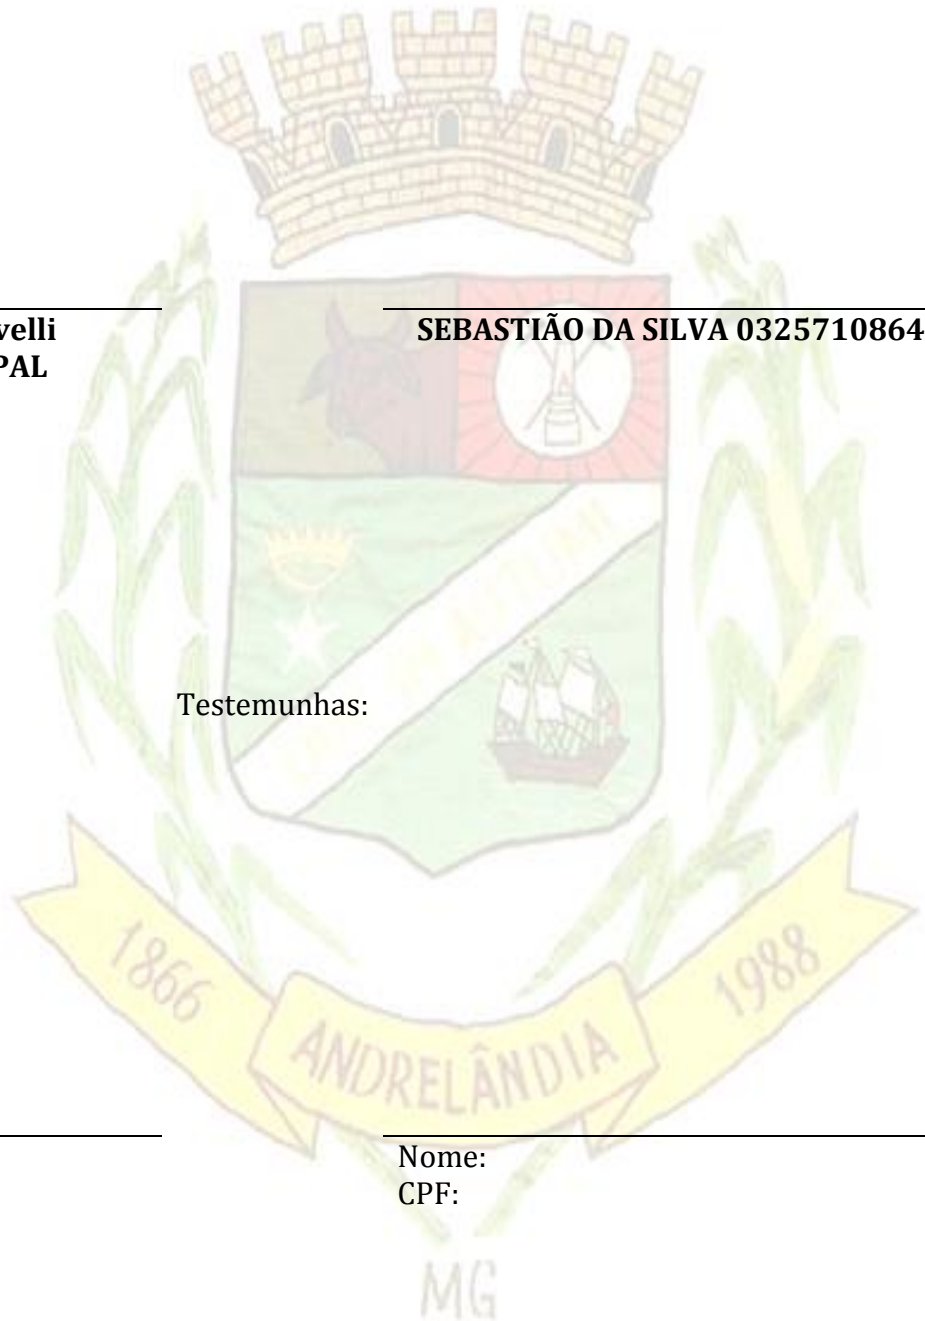 velli
PAL
SEBASTIÃO DA SILVA 0325710864
Testemunhas:
1866
ANDRELÂNDIA
1988
Nome:
CPF:
MG